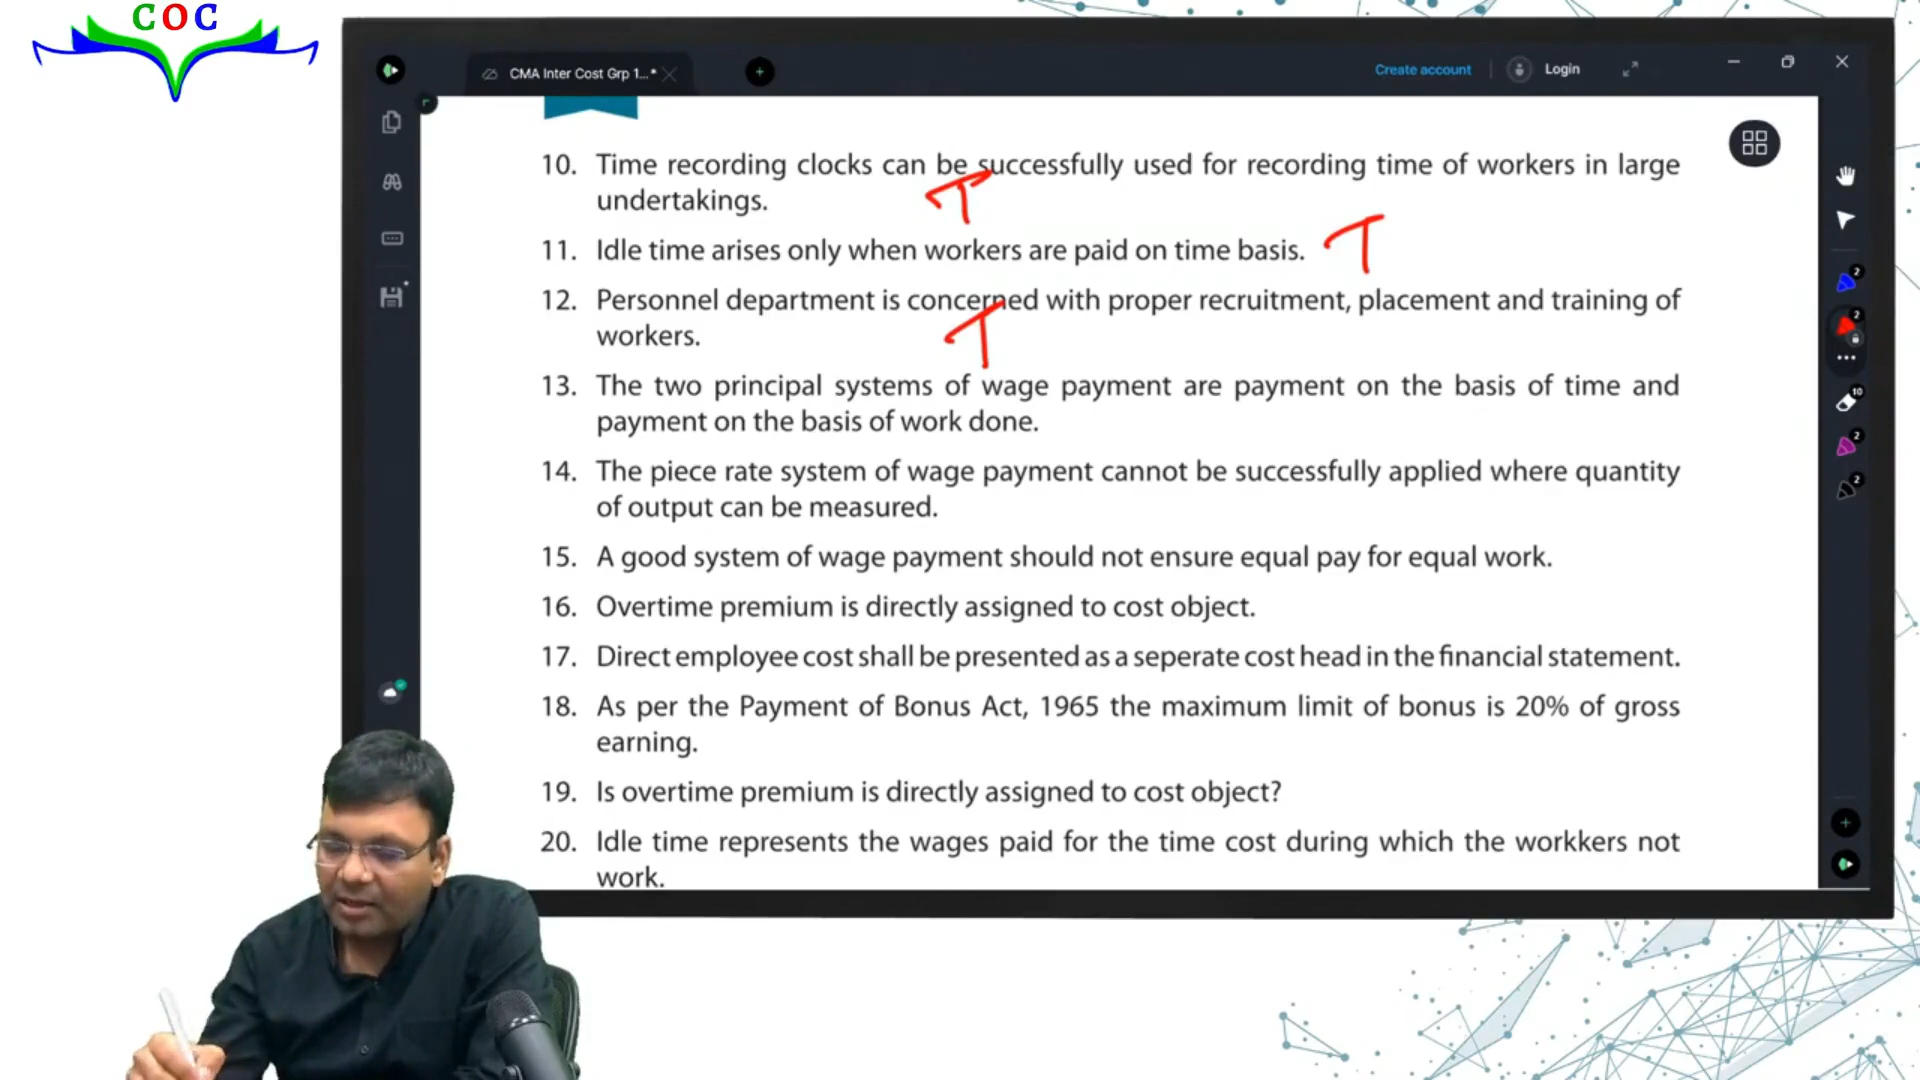 COC
CMA Inter Cost Grp 1...*
Create account
Login
10. Time recording clocks can be successfully used for recording time of workers in large
undertakings.
T
11. Idle time arises only when workers are paid on time basis.
T
12. Personnel department is concerned with proper recruitment, placement and training of
workers.
T
13. The two principal systems of wage payment are payment on the basis of time and
payment on the basis of work done.
14. The piece rate system of wage payment cannot be successfully applied where quantity
of output can be measured.
15. A good system of wage payment should not ensure equal pay for equal work.
16. Overtime premium is directly assigned to cost object.
17. Direct employee cost shall be presented as a seperate cost head in the financial statement.
18. As per the Payment of Bonus Act, 1965 the maximum limit of bonus is 20% of gross
earning.
19. Is overtime premium is directly assigned to cost object?
20. Idle time represents the wages paid for the time cost during which the workkers not
work.
2
2
10
2
2